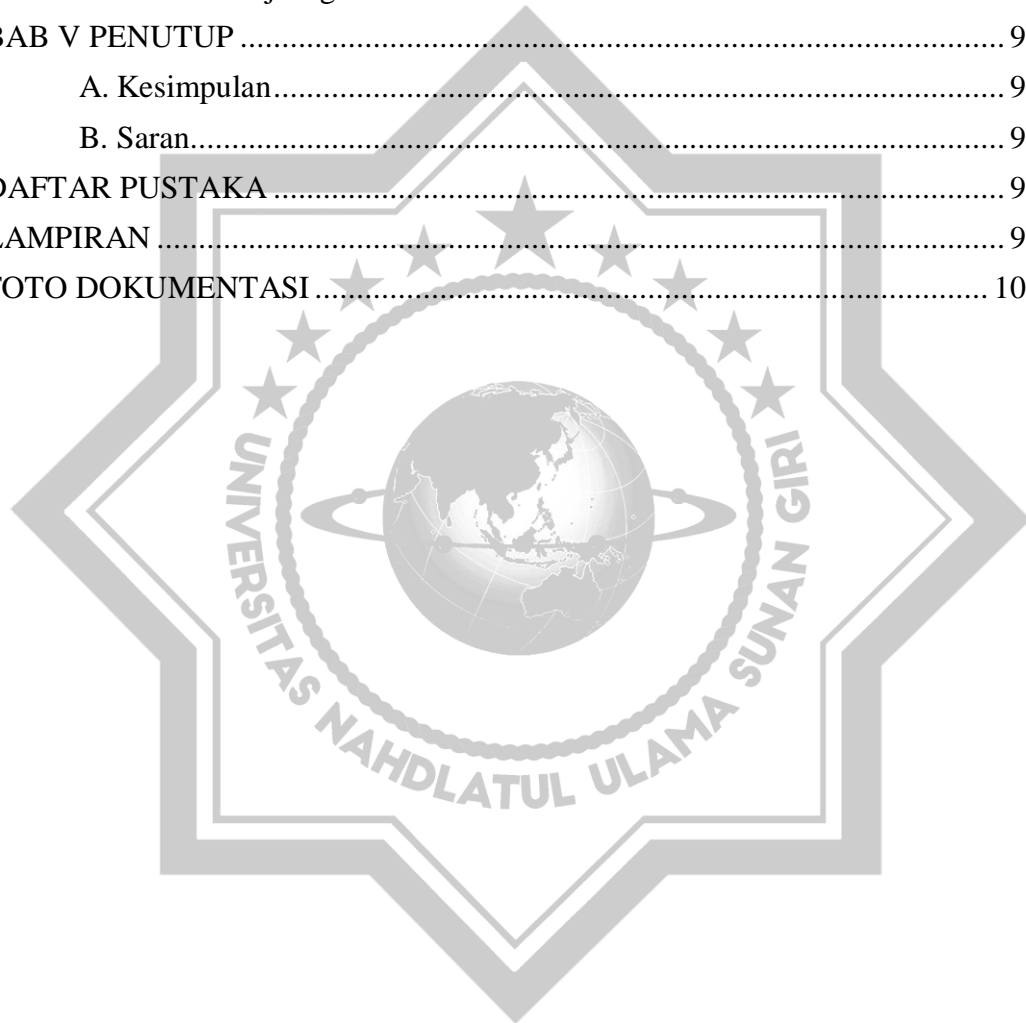 BAB V PENUTUP ........................................................................................ 9
A. Kesimpulan ........................................................................................ 9
B. Saran ........................................................................................ 9
DAFTAR PUSTAKA ........................................................................................ 9
LAMPIRAN ........................................................................................ 9
FOTO DOKUMENTASI ........................................................................................ 10
UNIVERSITAS NAHDLATUL ULAMA SUNAN GIRI